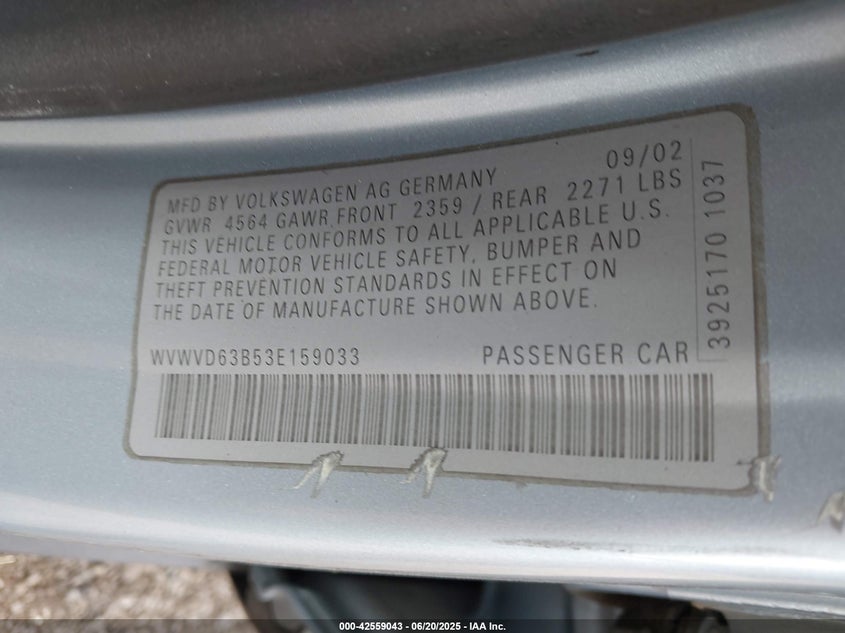 09/02
MFD BY VOLKSWAGEN AG GERMANY
GVWR 4564 GAWR FRONT 2359 / REAR 2271 LBS
THIS VEHICLE CONFORMS TO ALL APPLICABLE U.S.
FEDERAL MOTOR VEHICLE SAFETY, BUMPER AND
THEFT PREVENTION STANDARDS IN EFFECT ON
THE DATE OF MANUFACTURE SHOWN ABOVE.
WVWVD63B53E159033 PASSENGER CAR
3925170 1037
000-42559043 / 06/20/2025 - IAA Inc.